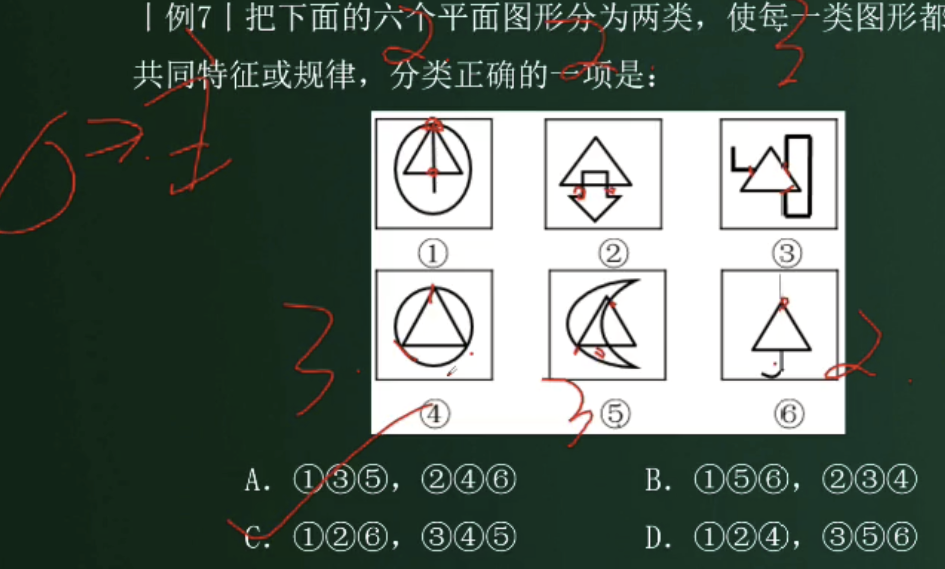 |例7|把下面的六个平面图形分为两类，使每一类图形都
共同特征或规律，分类正确的一项是：
6→.1
2.
2.
3
① ② ③
3.
3
2.
④ ⑤ ⑥
A. ①③⑤，②④⑥ B. ①⑤⑥，②③④
C. ①②⑥，③④⑤ D. ①②④，③⑤⑥